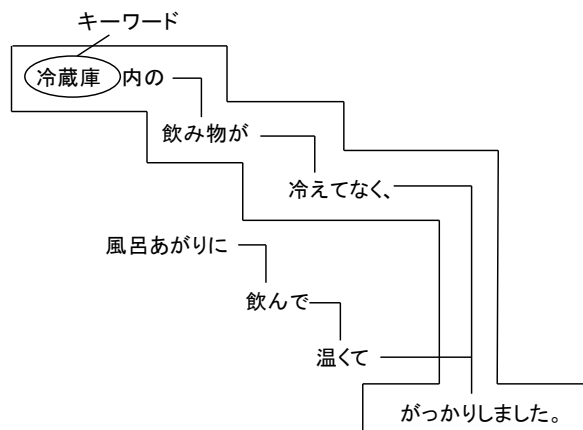 キーワード
冷蔵庫 内の
飲み物が
冷えてなく、
風呂あがりに
飲んで
温くて
がっかりしました。